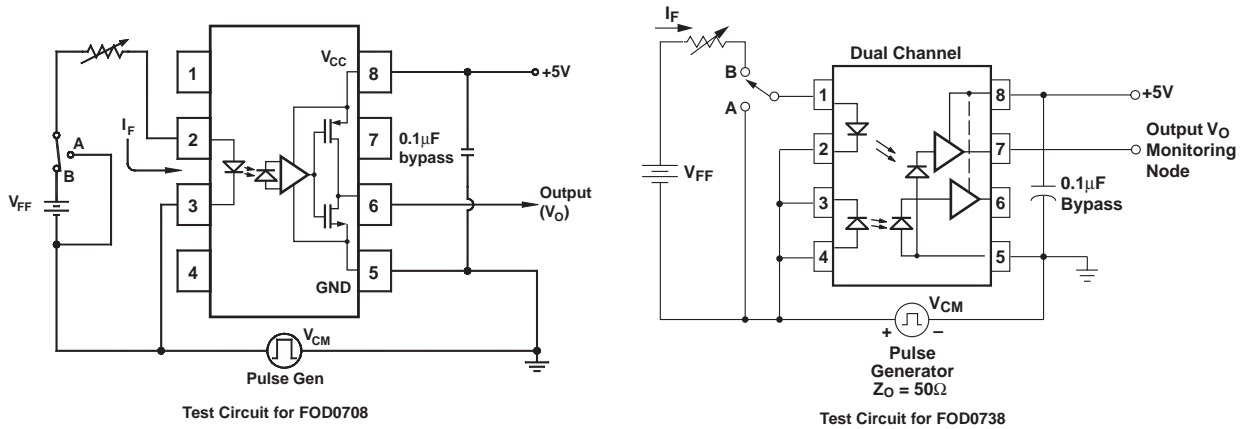 I_F
V_CC
1
8
+5V
2
7
0.1μF
bypass
I_F
A
B
V_FF
3
6
Output
(V_O)
4
5
GND
V_CM
Pulse Gen
Test Circuit for FOD0708
I_F
Dual Channel
B
1
8
+5V
A
2
7
Output V_O
Monitoring
Node
V_FF
3
6
0.1μF
Bypass
4
5
V_CM
+
–
Pulse
Generator
Z_O = 50Ω
Test Circuit for FOD0738